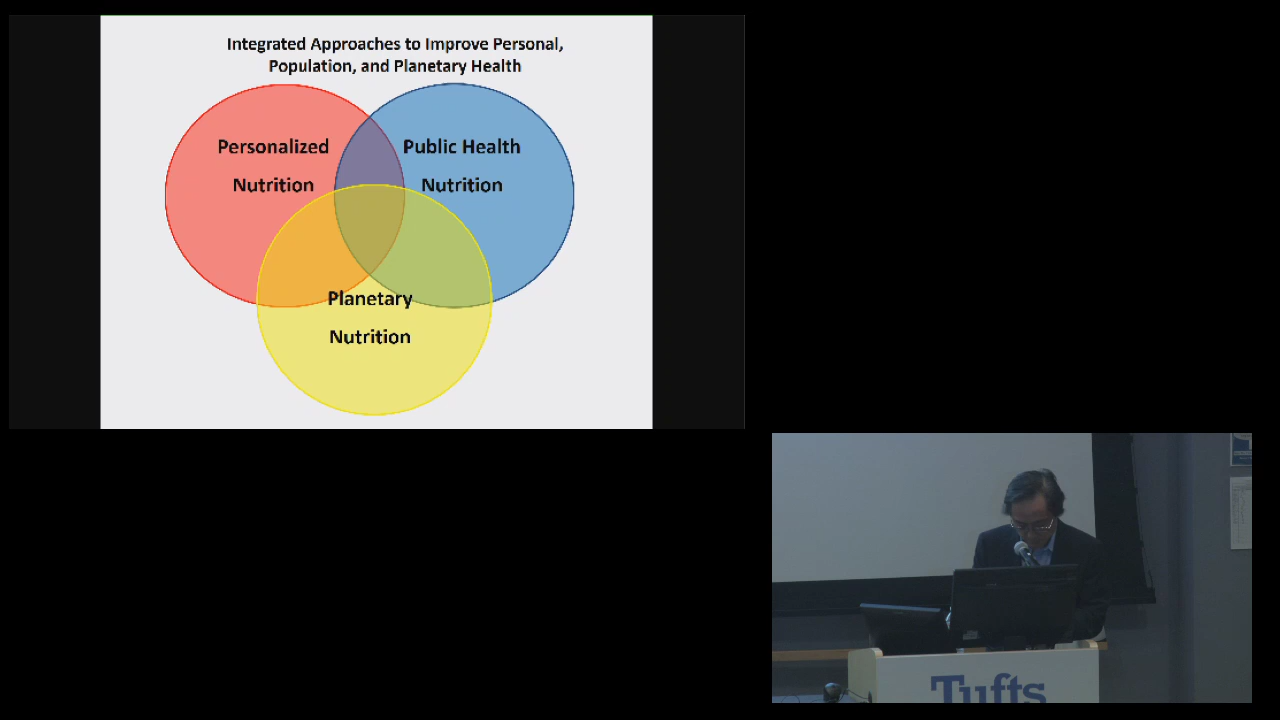 Integrated Approaches to Improve Personal,
Population, and Planetary Health
Personalized
Nutrition
Public Health
Nutrition
Planetary
Nutrition
Tufts